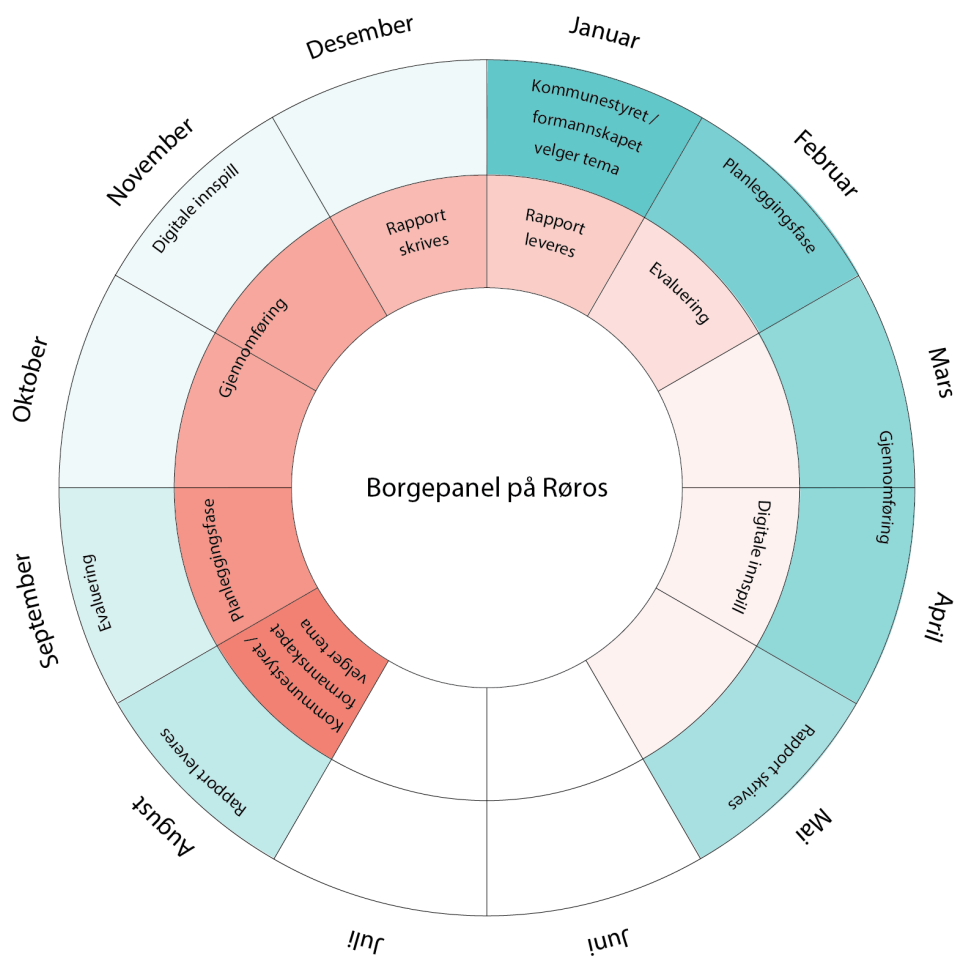 Januar
Februar
Mars
April
Mai
Juni
Juli
August
September
Oktober
November
Desember
Kommunestyret /
formannskapet
velger tema
Planleggingsfase
Gjennomføring
Rapport skrives
Rapport leveres
Evaluering
Digitale innspill
Rapport
leveres
Evaluering
Digitale innspill
Kommunestyret /
formannskapet
velger tema
Planleggingsfase
Gjennomføring
Rapport
skrives
Borgepanel på Røros